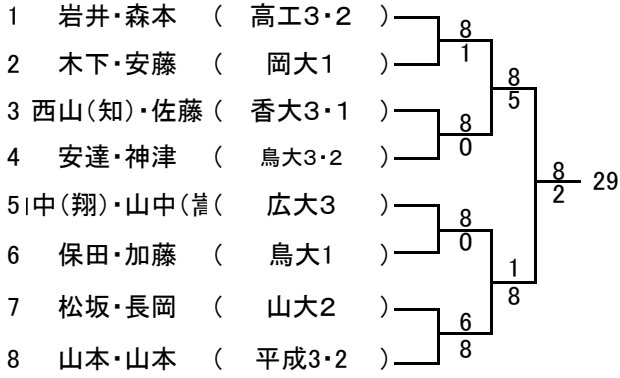 1 岩井・森本 ( 高工3・2 )
8
1
2 木下・安藤 ( 岡大1 )
8
5
3 西山(知)・佐藤 ( 香大3・1 )
8
0
4 安達・神津 ( 鳥大3・2 )
8
2
29
5 中(翔)・山中(嵩 ( 広大3 )
8
0
6 保田・加藤 ( 鳥大1 )
1
8
7 松坂・長岡 ( 山大2 )
6
8
8 山本・山本 ( 平成3・2 )